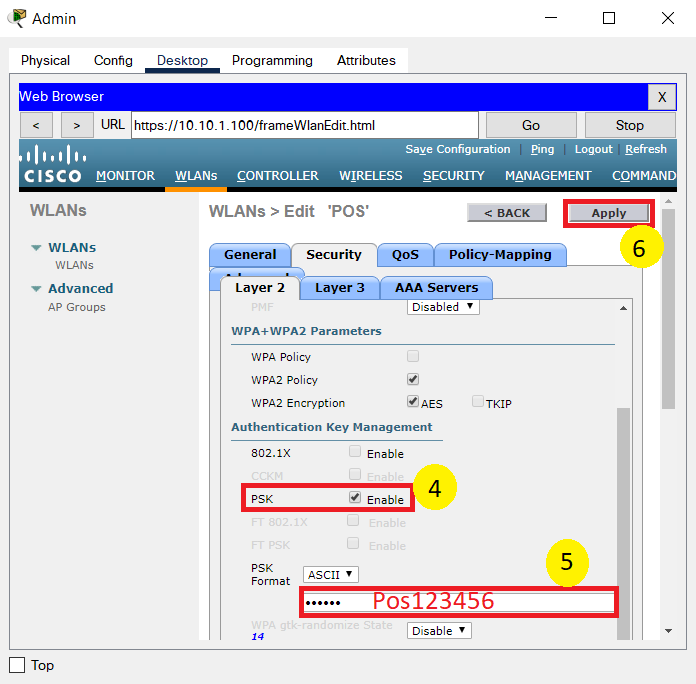 Admin
Physical Config Desktop Programming Attributes
Web Browser X
< > URL https://10.10.1.100/frameWlanEdit.html Go Stop
Save Configuration | Ping | Logout | Refresh
CISCO MONITOR WLANs CONTROLLER WIRELESS SECURITY MANAGEMENT COMMAND
WLANs WLANs > Edit 'POS' < BACK Apply
6
WLANs General Security QoS Policy-Mapping
WLANs
Advanced Layer 2 Layer 3 AAA Servers
AP Groups PMF Disabled
WPA+WPA2 Parameters
WPA Policy
WPA2 Policy
WPA2 Encryption AES TKIP
Authentication Key Management
802.1X Enable
CCKM Enable
4
PSK Enable
FT 802.1X Enable
FT PSK Enable
5
PSK Format ASCII
•••••• Pos123456
WPA gtk-randomize State 14 Disable
Top